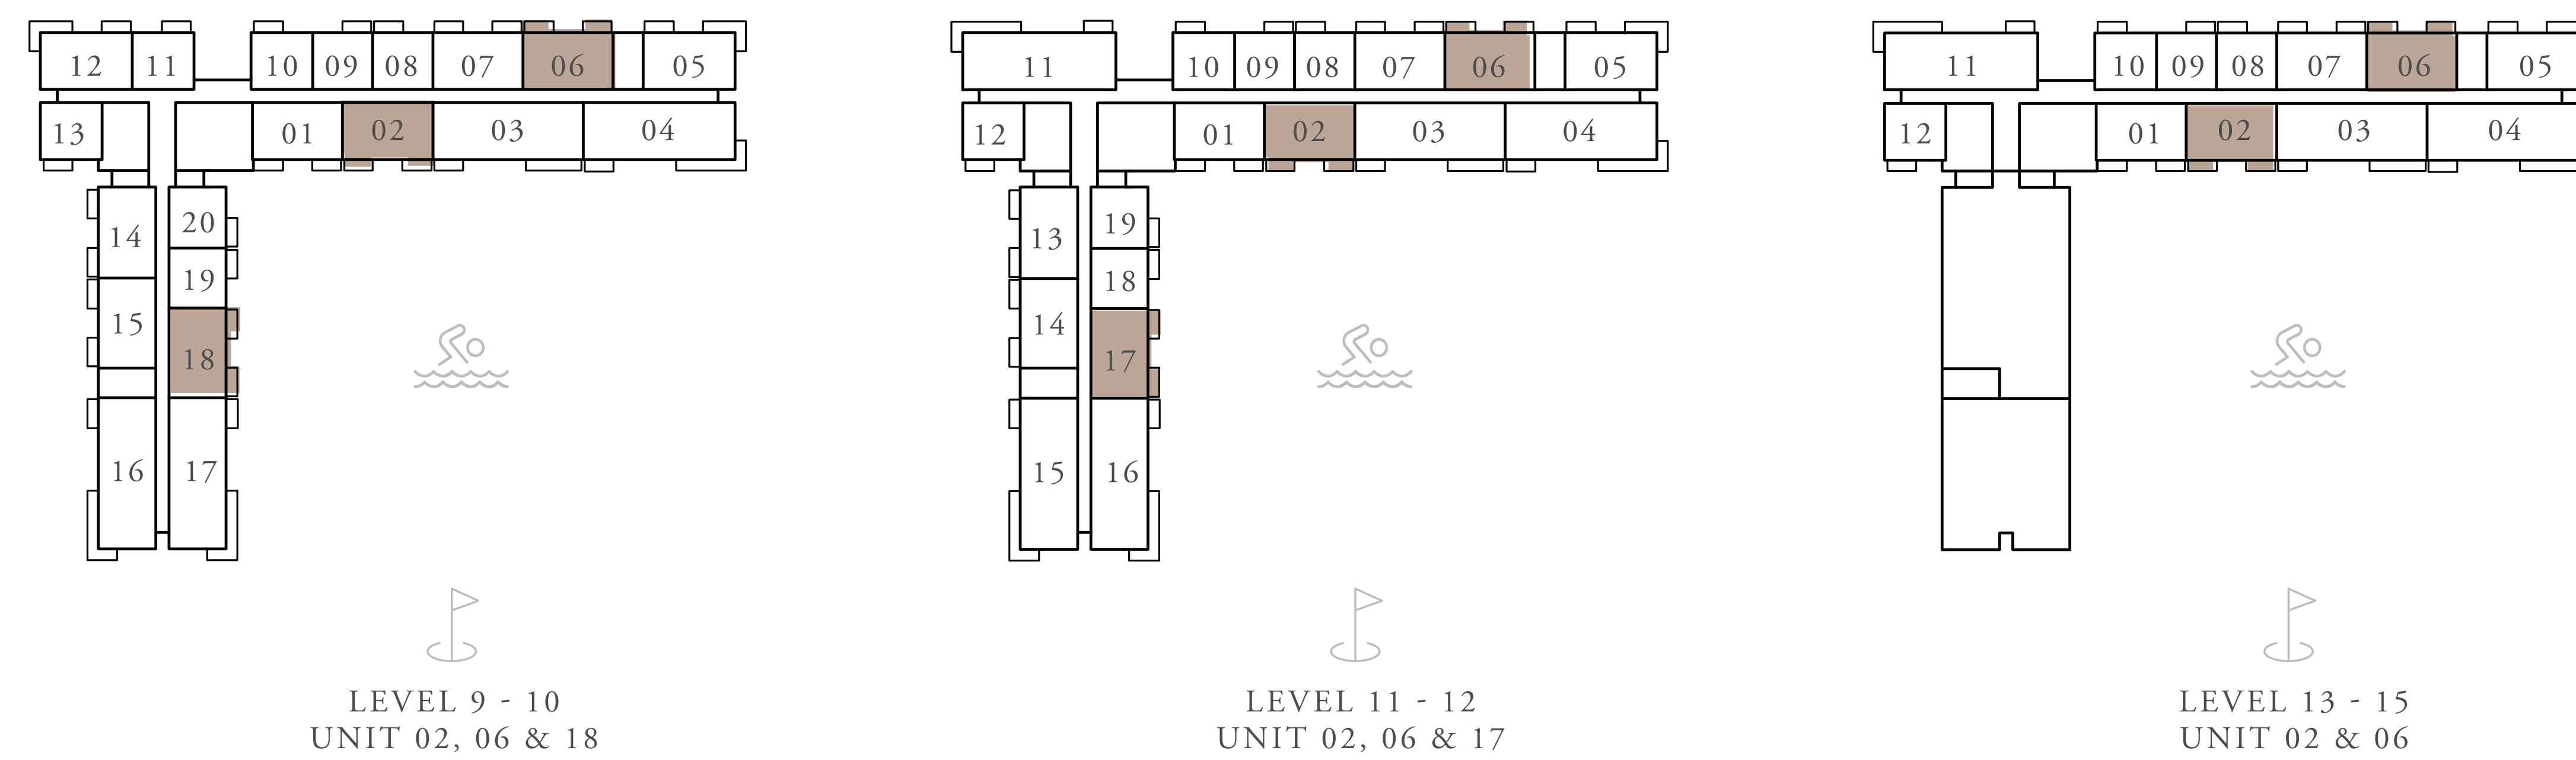 12 11 10 09 08 07 06 05
13 01 02 03 04
14 20
19
15
18
16 17
LEVEL 9 - 10
UNIT 02, 06 & 18
11 10 09 08 07 06 05
12 01 02 03 04
13 19
18
14
17
15 16
LEVEL 11 - 12
UNIT 02, 06 & 17
11 10 09 08 07 06 05
12 01 02 03 04
LEVEL 13 - 15
UNIT 02 & 06